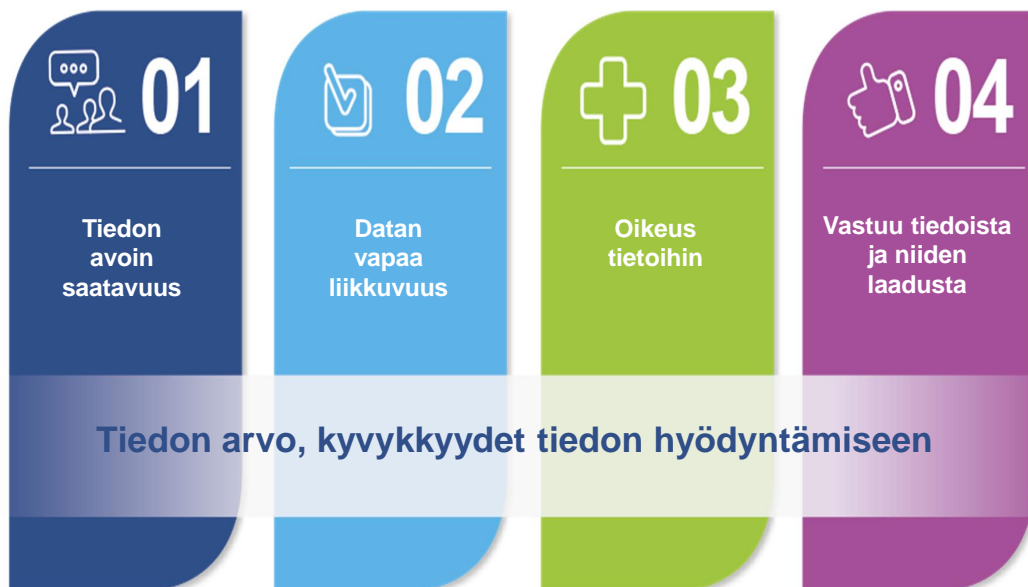 01
Tiedon
avoin
saatavuus
02
Datan
vapaa
liikkuvuus
03
Oikeus
tietoihin
04
Vastuu tiedoista
ja niiden
laadusta
Tiedon arvo, kyvykkyydet tiedon hyödyntämiseen